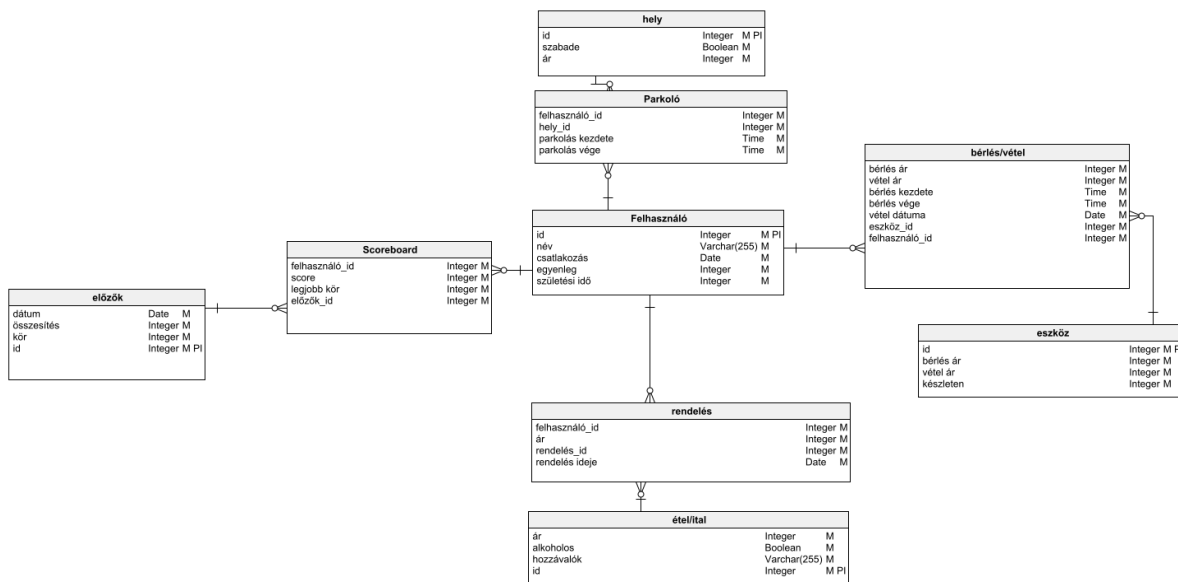 hely
id Integer M PI
szabade Boolean M
ár Integer M
Parkoló
felhasználó_id Integer M
hely_id Integer M
parkolás kezdete Time M
parkolás vége Time M
bérlés/vétel
bérlés ár Integer M
vétel ár Integer M
bérlés kezdete Time M
bérlés vége Time M
vétel dátuma Date M
eszköz_id Integer M
felhasználó_id Integer M
Felhasználó
id Integer M PI
név Varchar(255) M
csatlakozás Date M
egyenleg Integer M
születési idő Integer M
Scoreboard
felhasználó_id Integer M
score Integer M
legjobb kör Integer M
előzők_id Integer M
előzők
dátum Date M
összesítés Integer M
kör Integer M
id Integer M PI
eszköz
id Integer M P
bérlés ár Integer M
vétel ár Integer M
készleten Integer M
rendelés
felhasználó_id Integer M
ár Integer M
rendelés_id Integer M
rendelés ideje Date M
étel/ital
ár Integer M
alkoholos Boolean M
hozzávalók Varchar(255) M
id Integer M PI